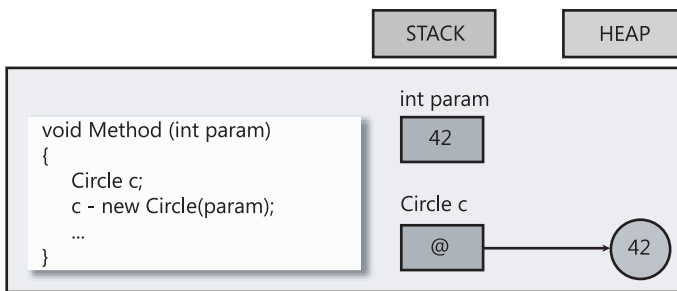 STACK
HEAP
void Method (int param)
{
Circle c;
c - new Circle(param);
...
}
int param
42
Circle c
@
42